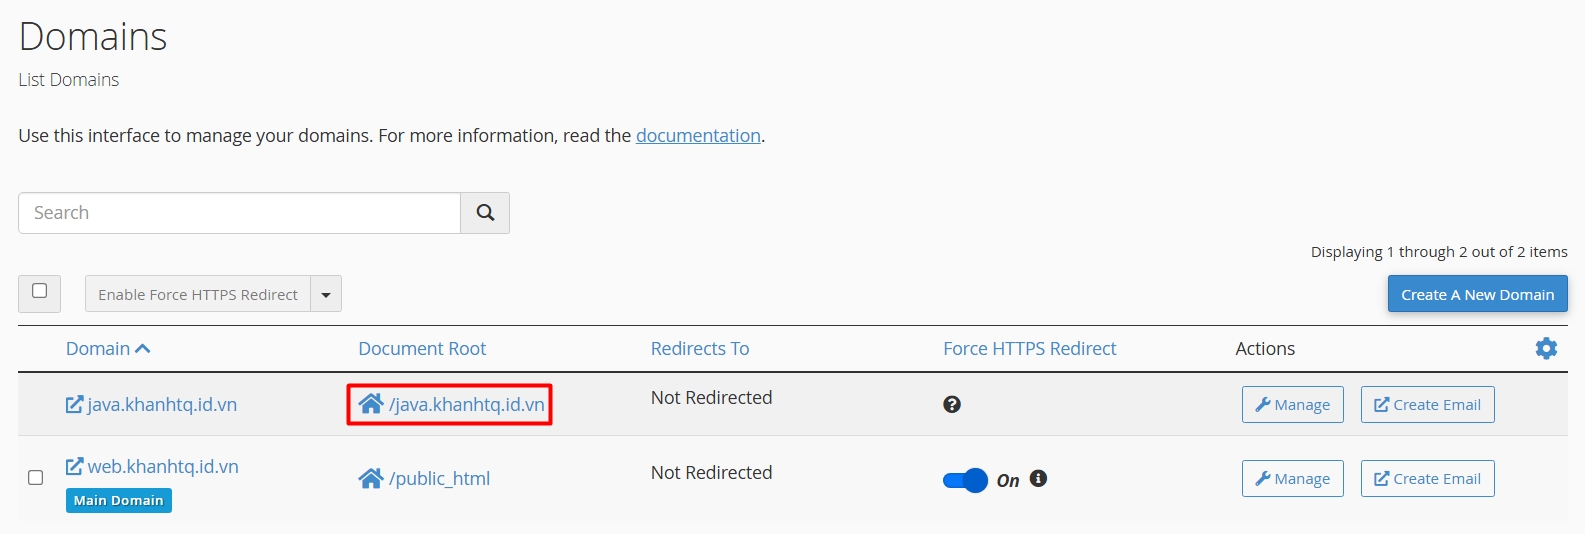 Domains
List Domains
Use this interface to manage your domains. For more information, read the documentation.
Search
Displaying 1 through 2 out of 2 items
Enable Force HTTPS Redirect
Create A New Domain
Domain Document Root Redirects To Force HTTPS Redirect Actions
java.khanhtq.id.vn /java.khanhtq.id.vn Not Redirected Manage Create Email
web.khanhtq.id.vn /public_html Not Redirected On Manage Create Email
Main Domain